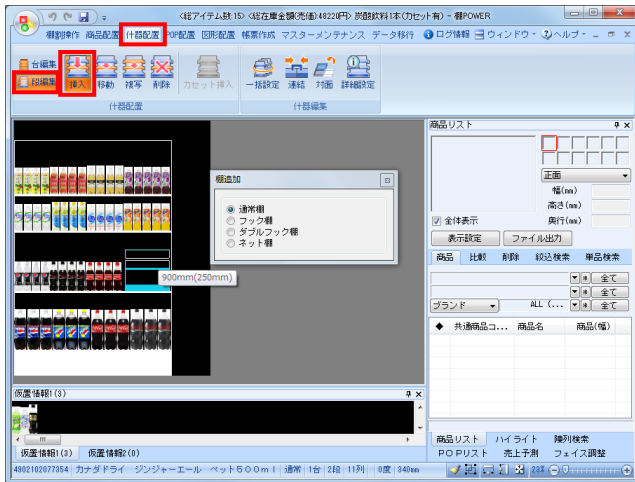 <総アイテム数:15> <総在庫金額(売価):48220円> 炭酸飲料1本(カセット有) - 棚POWER
棚割操作 商品配置 什器配置 POP配置 図形配置 帳票作成 マスターメンテナンス データ移行 ログ情報 ウィンドウ ヘルプ
台編集
段編集
挿入 移動 複写 削除 カセット挿入 一括設定 連結 対面 詳細設定
什器配置 什器編集
商品リスト
棚追加
通常棚
フック棚
ダブルフック棚
ネット棚
900mm(250mm)
正面
幅(mm)
高さ(mm)
全体表示 奥行(mm)
表示設定 ファイル出力
商品 比較 削除 絞込検索 単品検索
全て
全て
ブランド ALL (... 全て
◆ 共通商品コ... 商品名 商品(幅)
仮置情報1(3)
仮置情報1(3) 仮置情報2(0)
商品リスト ハイライト 陳列検索
POPリスト 売上予測 フェイス調整
4902102077354 カナダドライ ジンジャーエール ペット500ml 通常 1台 2段 11列 0度 340mm 23%